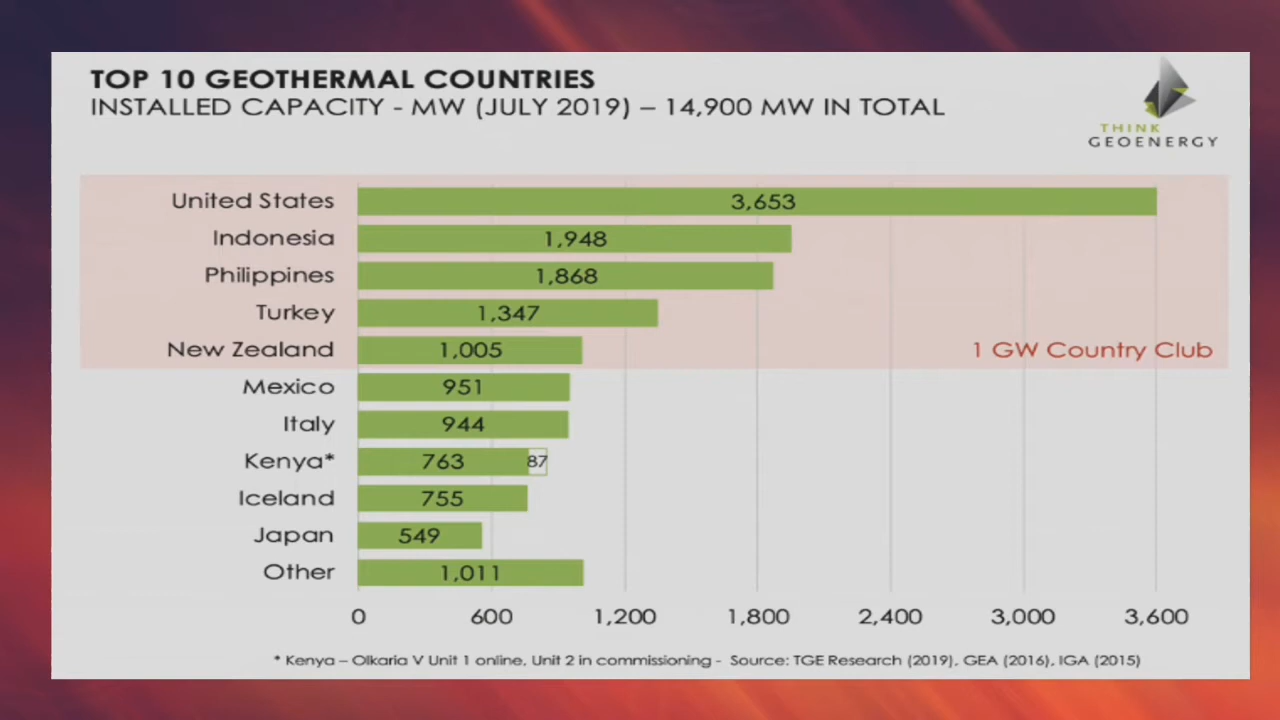 TOP 10 GEOTHERMAL COUNTRIES
INSTALLED CAPACITY - MW (JULY 2019) – 14,900 MW IN TOTAL
THINK
GEOENERGY
United States 3,653
Indonesia 1,948
Philippines 1,868
Turkey 1,347
New Zealand 1,005 1 GW Country Club
Mexico 951
Italy 944
Kenya* 763 87
Iceland 755
Japan 549
Other 1,011
0 600 1,200 1,800 2,400 3,000 3,600
* Kenya – Olkaria V Unit 1 online, Unit 2 in commissioning - Source: TGE Research (2019), GEA (2016), IGA (2015)